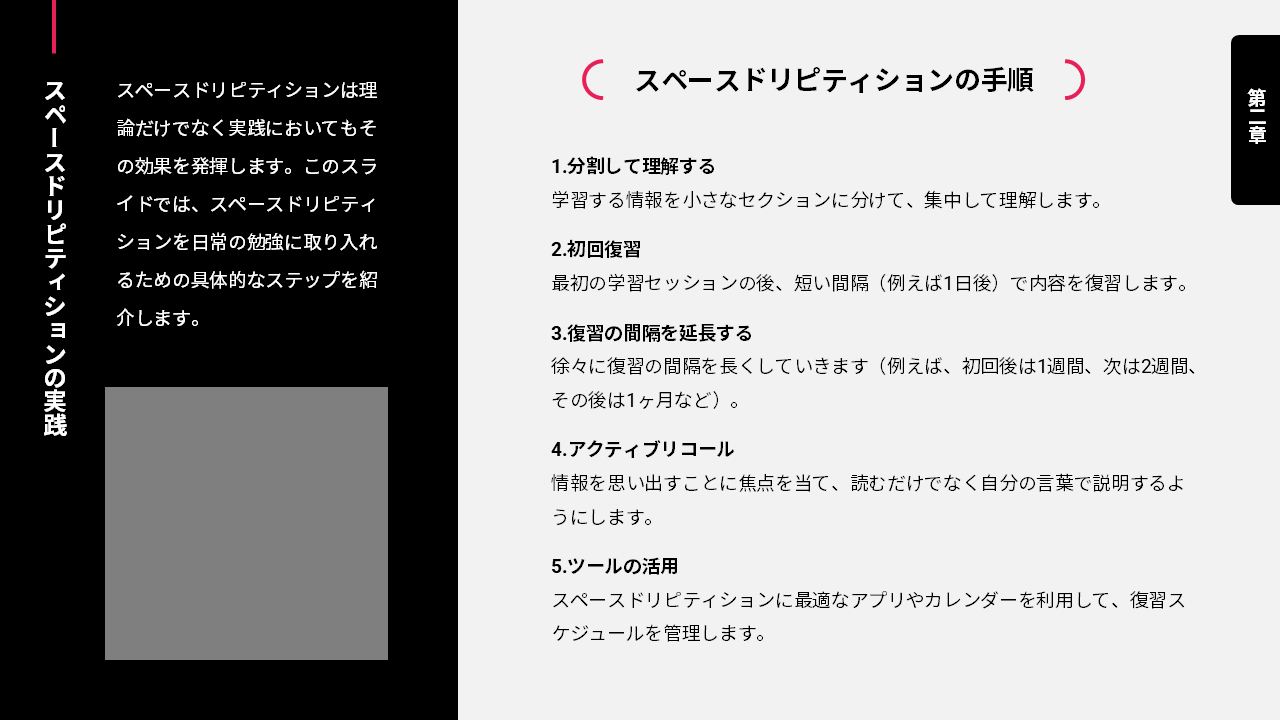 スペースドリピティションの実践
スペースドリピティションは理
論だけでなく実践においてもそ
の効果を発揮します。このスラ
イドでは、スペースドリピティ
ションを日常の勉強に取り入れ
るための具体的なステップを紹
介します。
スペースドリピティションの手順
1.分割して理解する
学習する情報を小さなセクションに分けて、集中して理解します。
2.初回復習
最初の学習セッションの後、短い間隔（例えば1日後）で内容を復習します。
3.復習の間隔を延長する
徐々に復習の間隔を長くしていきます（例えば、初回後は1週間、次は2週間、
その後は1ヶ月など）。
4.アクティブリコール
情報を思い出すことに焦点を当て、読むだけでなく自分の言葉で説明するよ
うにします。
5.ツールの活用
スペースドリピティションに最適なアプリやカレンダーを利用して、復習ス
ケジュールを管理します。
第二章